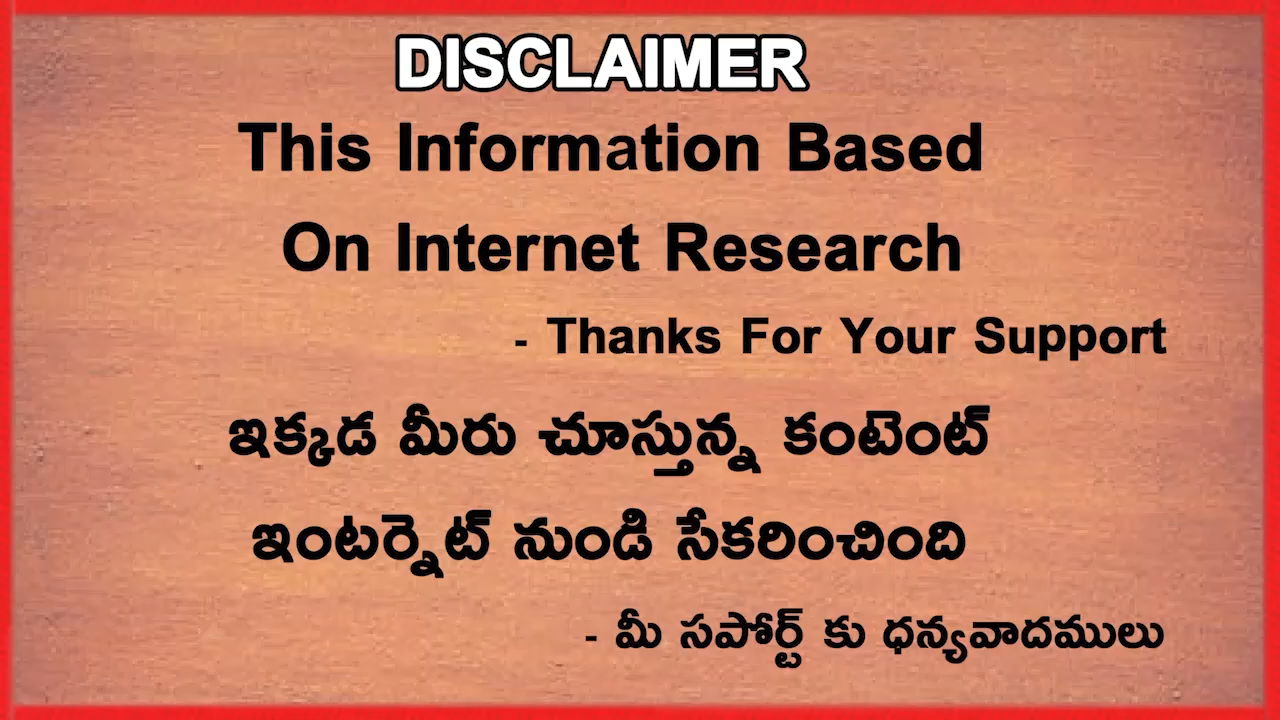 DISCLAIMER
This Information Based
On Internet Research
- Thanks For Your Support
ఇక్కడ మీరు చూస్తున్న కంటెంట్
ఇంటర్నెట్ నుండి సేకరించింది
- మీ సపోర్ట్ కు ధన్యవాదములు